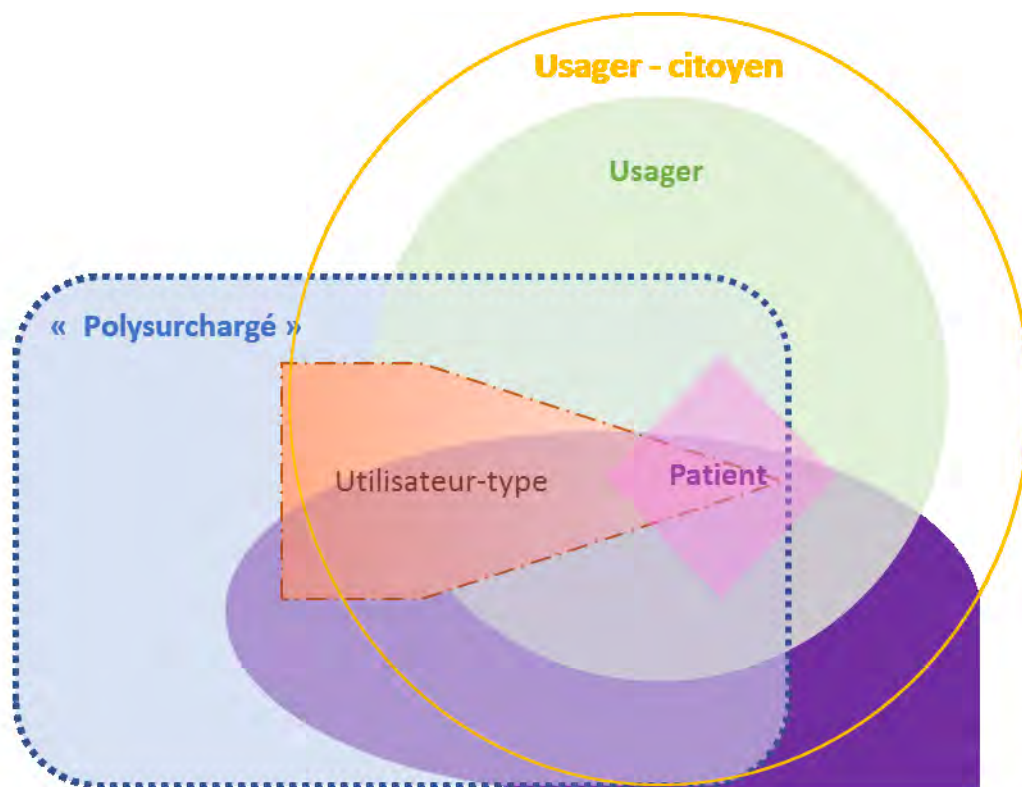 Usager - citoyen
Usager
« Polysurchargé »
Utilisateur-type
Patient